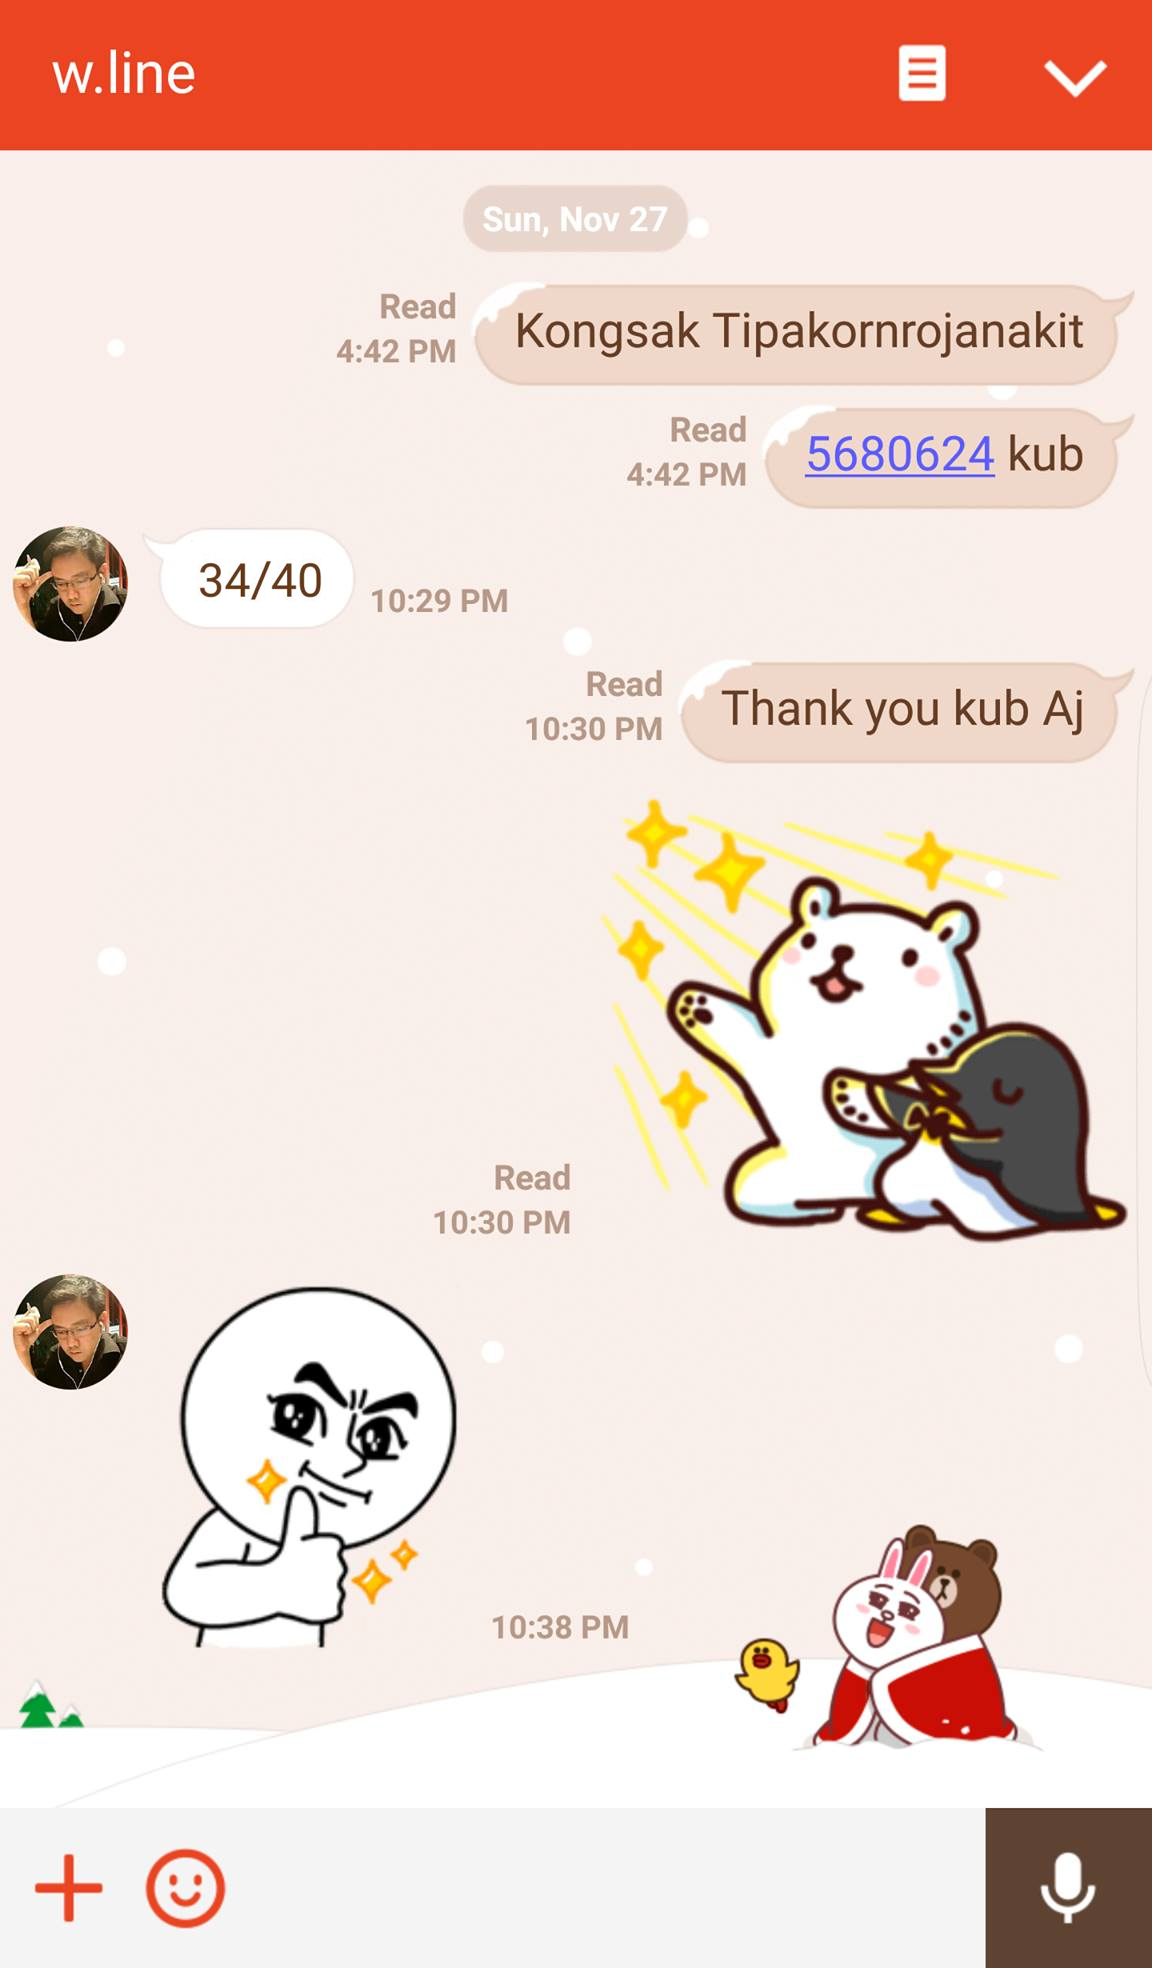 w.line
Sun, Nov 27
Read
4:42 PM
Kongsak Tipakornrojanakit
Read
4:42 PM
5680624 kub
34/40
10:29 PM
Read
10:30 PM
Thank you kub Aj
Read
10:30 PM
10:38 PM